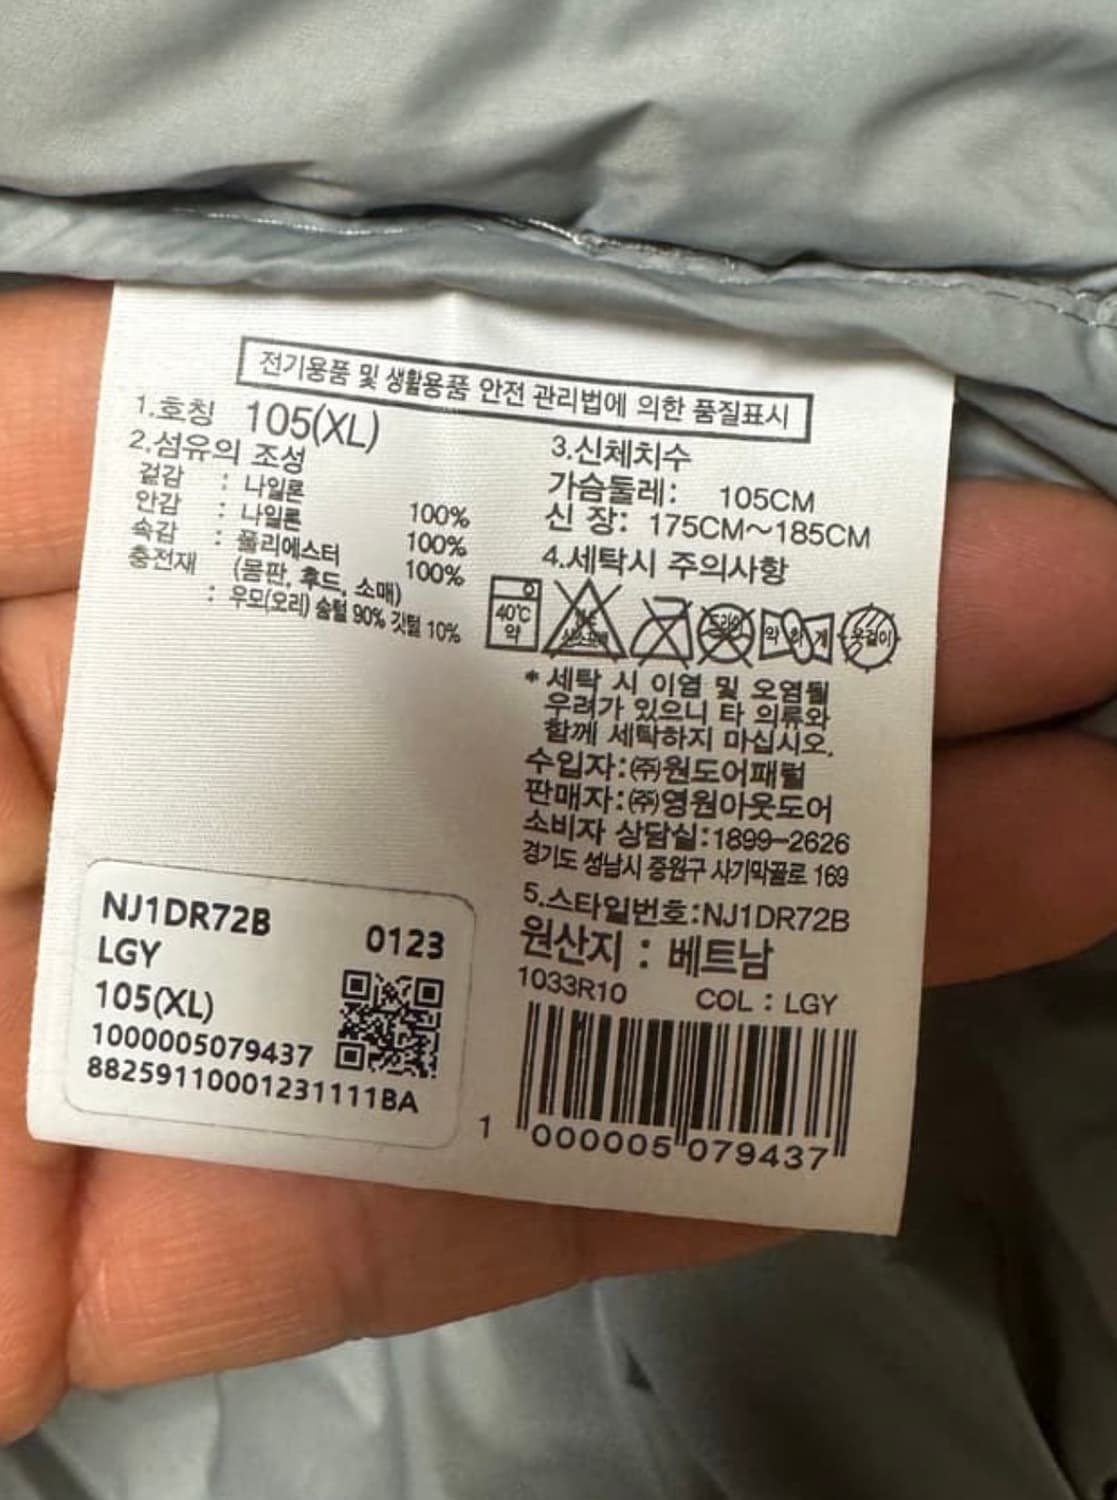 전기용품 및 생활용품 안전 관리법에 의한 품질표시
1.호칭 105(XL)
2.섬유의 조성
겉감 : 나일론 100%
안감 : 나일론 100%
속감 : 폴리에스터 100%
충전재 (몸판, 후드, 소매)
: 우모(오리) 솜털 90% 깃털 10%
3.신체치수
가슴둘레: 105CM
신 장: 175CM~185CM
4.세탁시 주의사항
40℃
약
드라이
약하게
옷걸이
* 세탁 시 이염 및 오염될
우려가 있으니 타 의류와
함께 세탁하지 마십시오.
수입자:㈜원도어패럴
판매자:㈜영원아웃도어
소비자 상담실:1899-2626
경기도 성남시 중원구 사기막골로 169
5.스타일번호:NJ1DR72B
원산지 : 베트남
1033R10 COL : LGY
1 000005 079437
NJ1DR72B 0123
LGY
105(XL)
1000005079437
88259110001231111BA